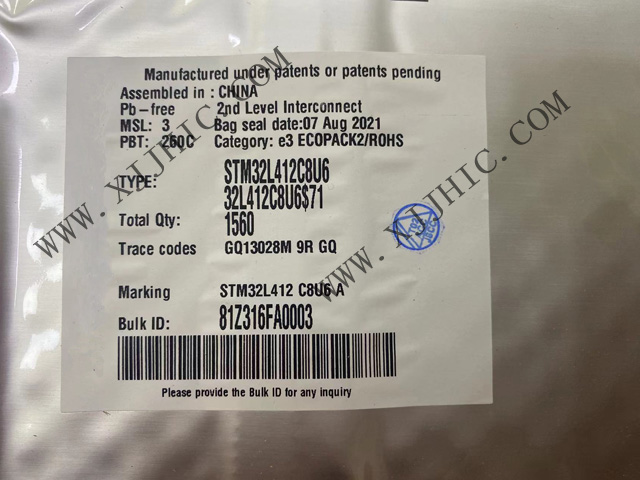 Manufactured under patents or patents pending
Assembled in : CHINA
Pb-free 2nd Level Interconnect
MSL: 3 Bag seal date:07 Aug 2021
PBT: 260C Category: e3 ECOPACK2/ROHS
TYPE: STM32L412C8U6
32L412C8U6$71
Total Qty: 1560
Trace codes GQ13028M 9R GQ
Marking STM32L412 C8U6 A
Bulk ID: 81Z316FA0003
Please provide the Bulk ID for any inquiry
WWW.XJJHIC.COM
WWW.XJJHIC.COM